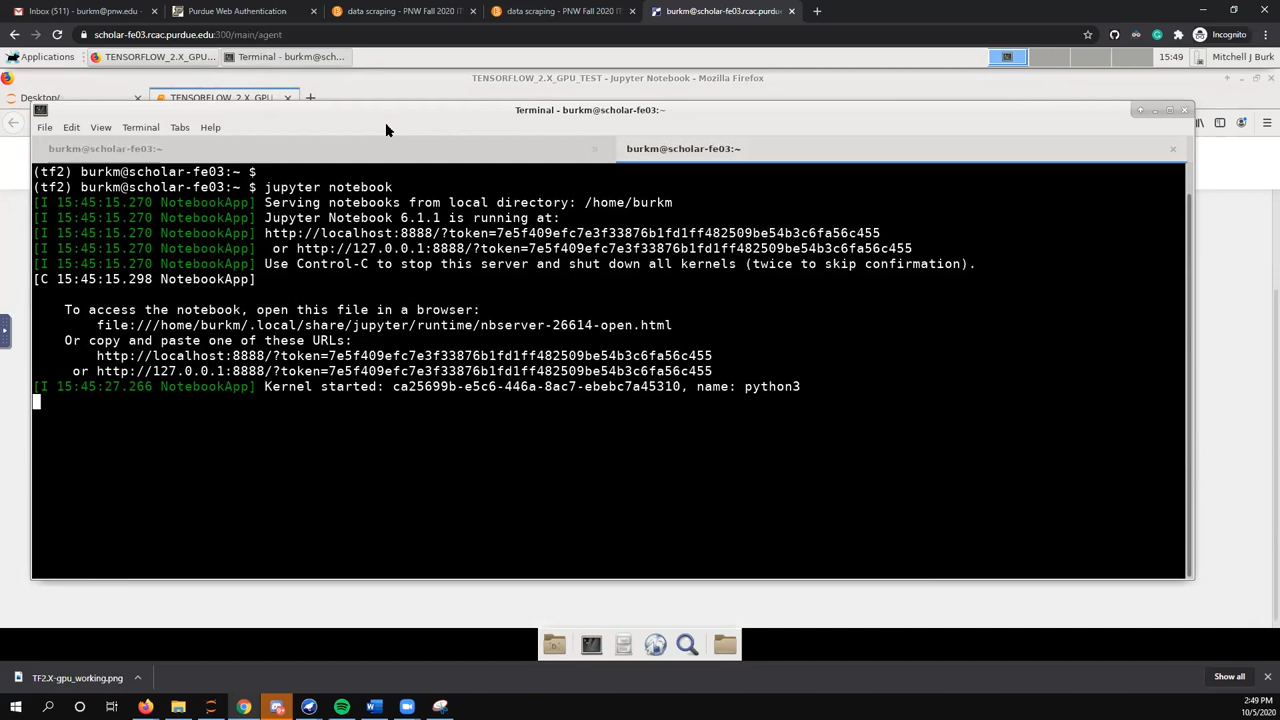 Inbox (291) - burkm@pnw.edu
Purdue Web Authentication
data scraping - PNW Fall 2020 IT
data scraping - PNW Fall 2020 IT
burkm@scholar-fe03.rcac.purdue.
scholar-fe03.rcac.purdue.edu:300/main/agent
Incognito
Applications
TENSORFLOW_2.X_GPU...
Terminal - burkm@sch...
15:49
Mitchell J Burk
TENSORFLOW_2.X_GPU_TEST - Jupyter Notebook - Mozilla Firefox
Desktop/
TENSORFLOW_2.X_GPU
Terminal - burkm@scholar-fe03:~
File Edit View Terminal Tabs Help
burkm@scholar-fe03:~
burkm@scholar-fe03:~
(tf2) burkm@scholar-fe03:~ $
(tf2) burkm@scholar-fe03:~ $ jupyter notebook
[I 15:45:15.270 NotebookApp] Serving notebooks from local directory: /home/burkm
[I 15:45:15.270 NotebookApp] Jupyter Notebook 6.1.1 is running at:
[I 15:45:15.270 NotebookApp] http://localhost:8888/?token=7e5f409efc7e3f33876b1fd1ff482509be54b3c6fa56c455
[I 15:45:15.270 NotebookApp]  or http://127.0.0.1:8888/?token=7e5f409efc7e3f33876b1fd1ff482509be54b3c6fa56c455
[I 15:45:15.270 NotebookApp] Use Control-C to stop this server and shut down all kernels (twice to skip confirmation).
[C 15:45:15.298 NotebookApp]
To access the notebook, open this file in a browser:
file:///home/burkm/.local/share/jupyter/runtime/nbserver-26614-open.html
Or copy and paste one of these URLs:
http://localhost:8888/?token=7e5f409efc7e3f33876b1fd1ff482509be54b3c6fa56c455
or http://127.0.0.1:8888/?token=7e5f409efc7e3f33876b1fd1ff482509be54b3c6fa56c455
[I 15:45:27.266 NotebookApp] Kernel started: ca25699b-e5c6-446a-8ac7-ebebc7a45310, name: python3
TF2.X-gpu_working.png
Show all
2:49 PM
10/5/2020